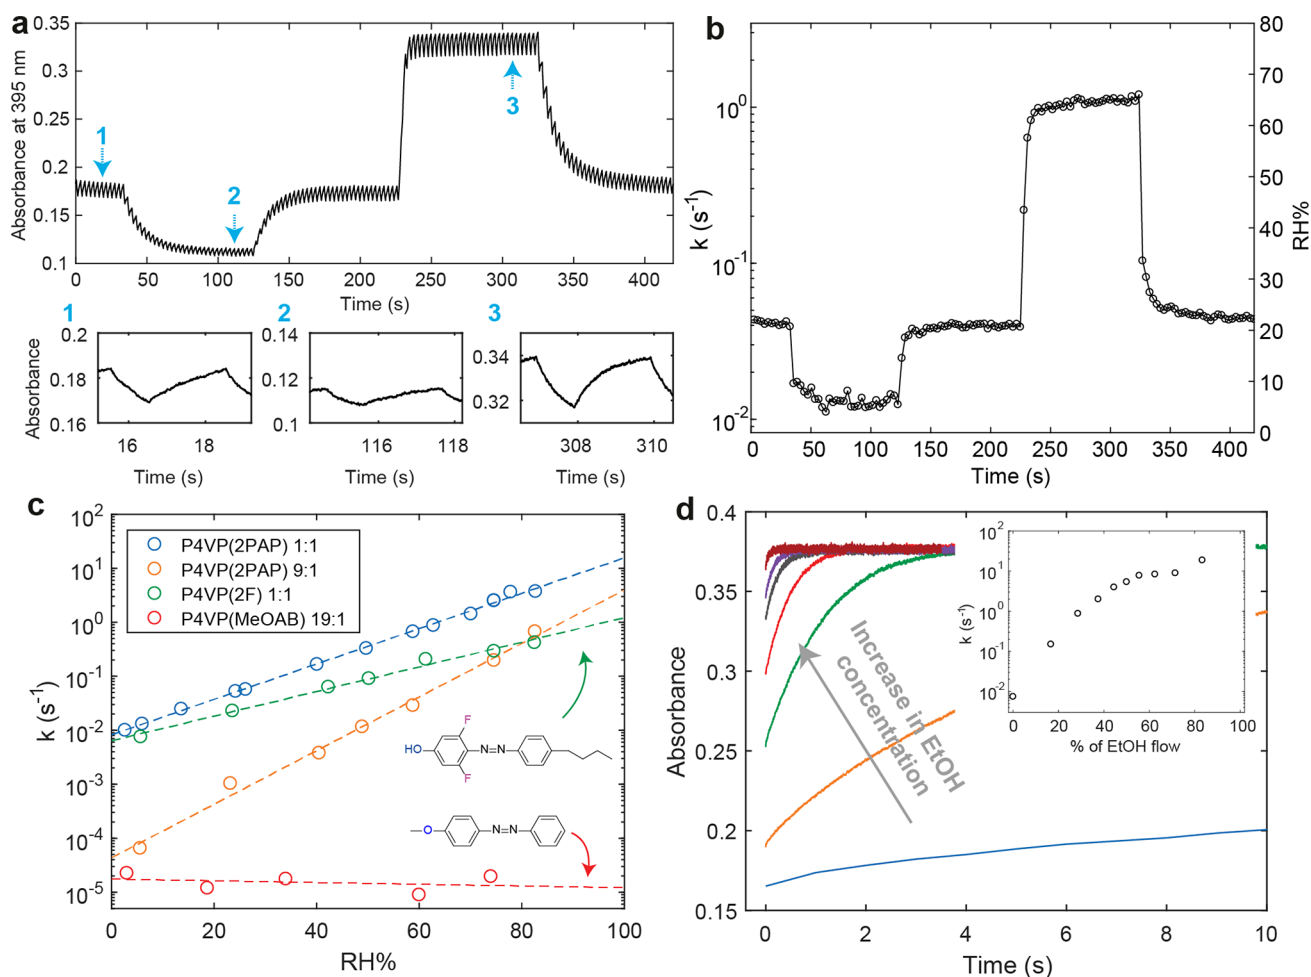 a
0.35
0.3
0.2
0.15
0.1
Absorbance at 395 nm
1
2
3
0 50 100 150 200 250 300 350 400
Time (s)
1
0.2
0.18
0.16
Absorbance
16 18
Time (s)
2
0.14
0.12
0.1
116 118
Time (s)
3
0.34
0.32
308 310
Time (s)
b
10⁰
10⁻¹
10⁻²
k (s⁻¹)
80
70
60
50
40
30
20
10
0
RH%
0 50 100 150 200 250 300 350 400
Time (s)
c
10²
10¹
10⁰
10⁻¹
10⁻²
10⁻³
10⁻⁴
10⁻⁵
k (s⁻¹)
P4VP(2PAP) 1:1
P4VP(2PAP) 9:1
P4VP(2F) 1:1
P4VP(MeOAB) 19:1
F
HO
N=N
F
O
N=N
0 20 40 60 80 100
RH%
d
0.4
0.35
0.3
0.25
0.2
0.15
Absorbance
Increase in EtOH
concentration
10²
10¹
10⁰
10⁻¹
10⁻²
k (s⁻¹)
0 20 40 60 80 100
% of EtOH flow
0 2 4 6 8 10
Time (s)